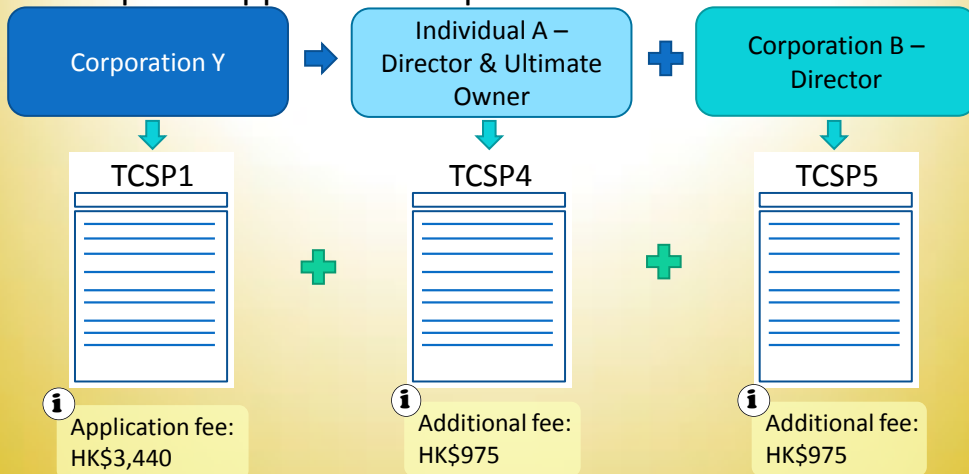 Corporation Y
Individual A –
Director & Ultimate
Owner
Corporation B –
Director
TCSP1
TCSP4
TCSP5
i
Application fee:
HK$3,440
i
Additional fee:
HK$975
i
Additional fee:
HK$975